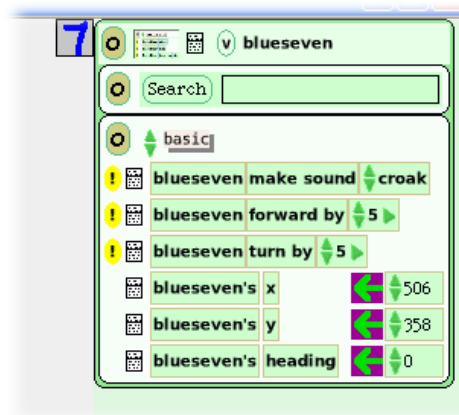 7
v blueseven
Search
basic
! blueseven make sound croak
! blueseven forward by 5
! blueseven turn by 5
blueseven's x 506
blueseven's y 358
blueseven's heading 0